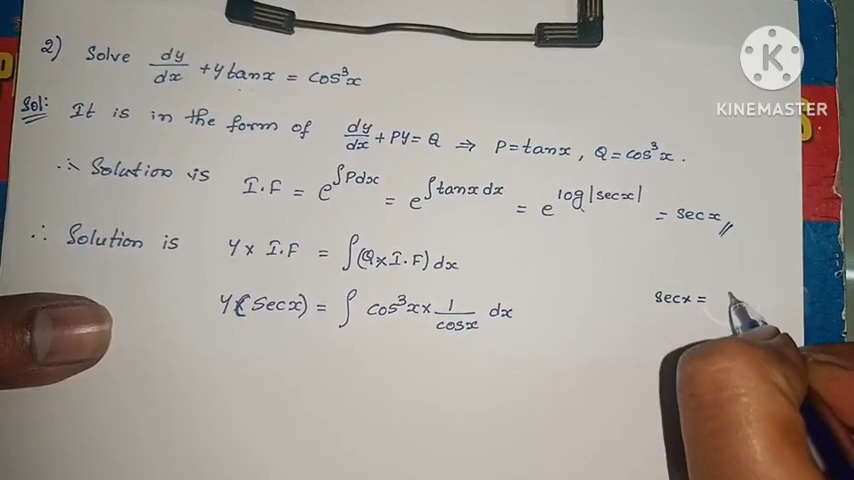 2) Solve dy/dx + y tanx = cos³x
Sol: It is in the form of dy/dx + Py = Q ⇒ P = tanx, Q = cos³x.
∴ Solution is I.F = e^∫Pdx = e^∫tanx dx = e^log|secx| = secx //
∴ Solution is y x I.F = ∫(Q x I.F) dx
y(secx) = ∫ cos³x x 1/cosx dx
secx =
K
KINEMASTER